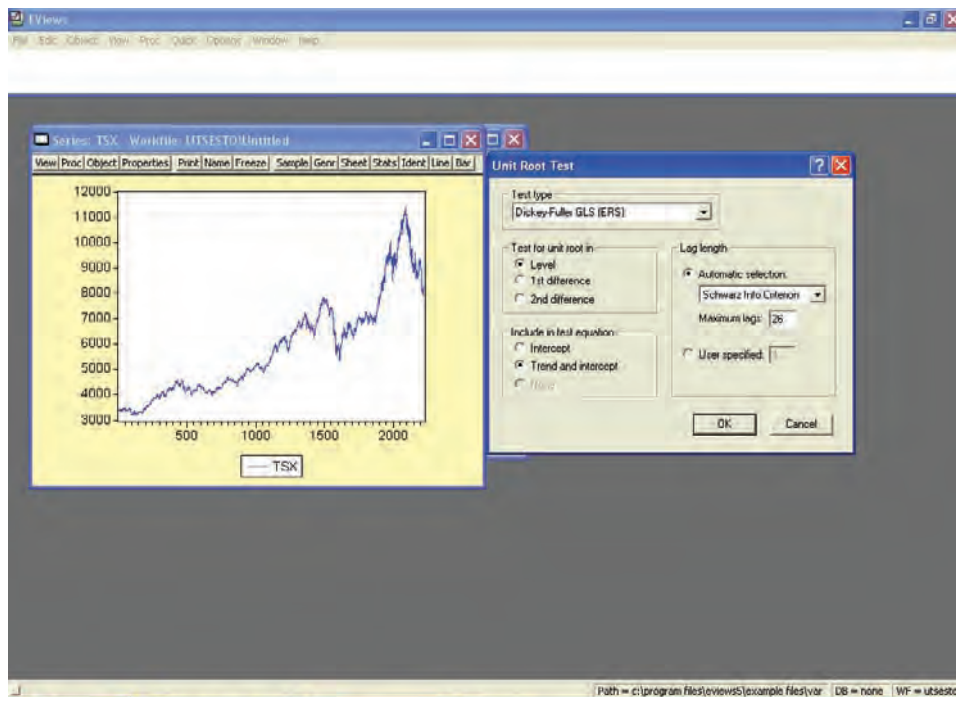 EViews
File Edit Object View Proc Quick Options Window Help
Series: TSX Workfile: UTSESTO\Untitled
View Proc Object Properties Print Name Freeze Sample Genr Sheet Stats Ident Line Bar
12000
11000
10000
9000
8000
7000
6000
5000
4000
3000
500 1000 1500 2000
TSX
Unit Root Test
Test type
Dickey-Fuller GLS (ERS)
Test for unit root in
Level
1st difference
2nd difference
Include in test equation
Intercept
Trend and intercept
None
Lag length
Automatic selection:
Schwarz Info Criterion
Maximum lags: 26
User specified: 1
OK Cancel
Path = c:\program files\eviews5\example files\var DB = none WF = utsesto